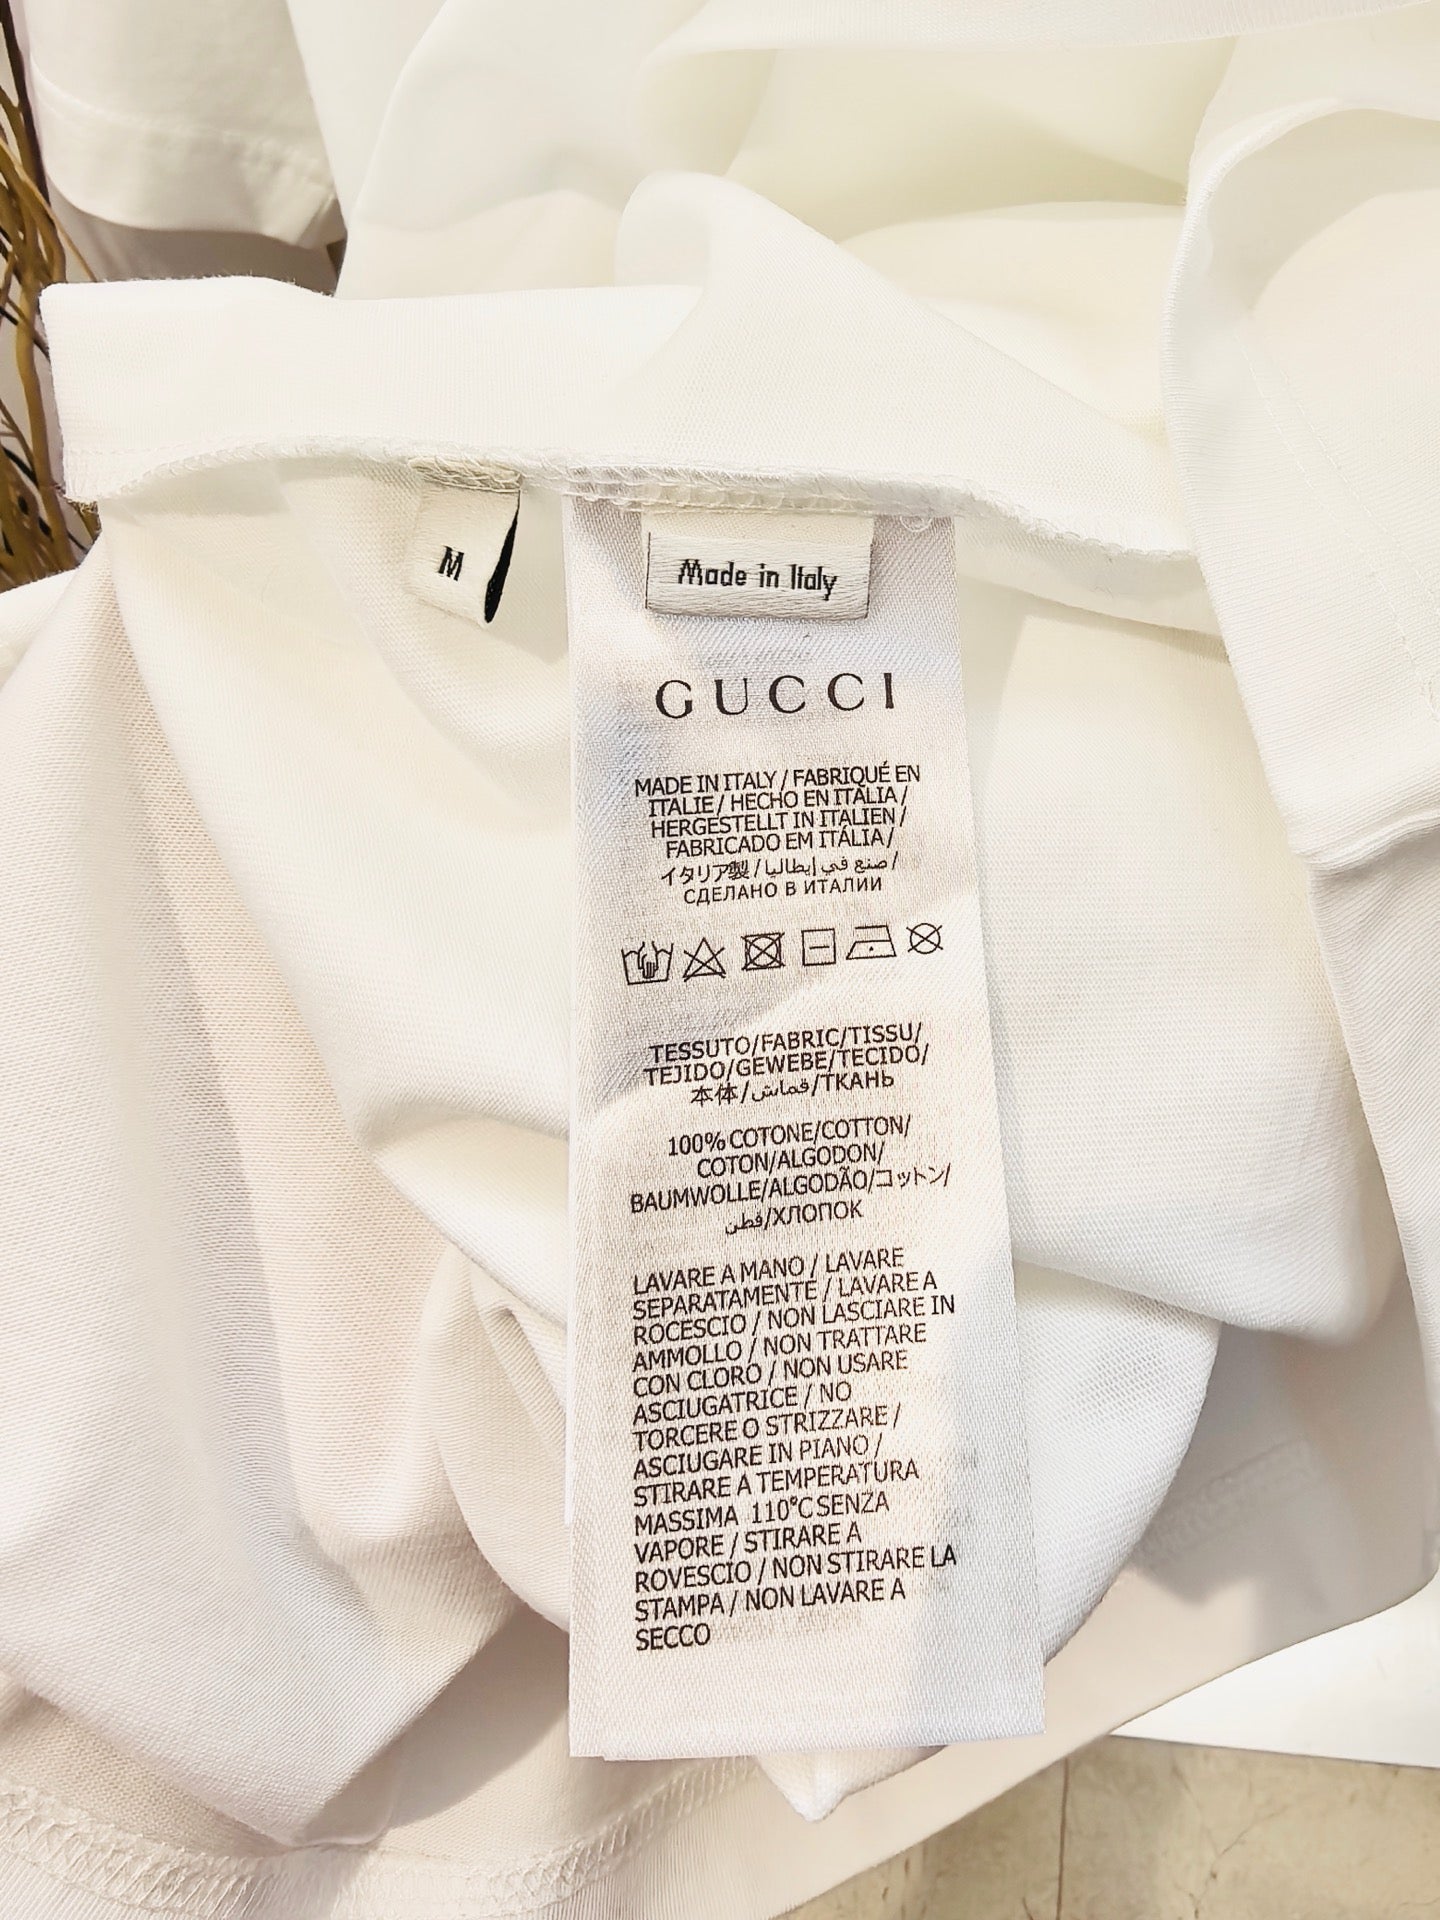 M
Made in Italy
GUCCI
MADE IN ITALY / FABRIQUÉ EN
ITALIE / HECHO EN ITALIA /
HERGESTELLT IN ITALIEN /
FABRICADO EM ITÁLIA /
イタリア製 / صنع في إيطاليا /
СДЕЛАНО В ИТАЛИИ
TESSUTO/FABRIC/TISSU/
TEJIDO/GEWEBE/TECIDO/
本体/قماش/ТКАНЬ
100% COTONE/COTTON/
COTON/ALGODON/
BAUMWOLLE/ALGODÃO/コットン/
قطن/ХЛОПОК
LAVARE A MANO / LAVARE
SEPARATAMENTE / LAVARE A
ROCESCIO / NON LASCIARE IN
AMMOLLO / NON TRATTARE
CON CLORO / NON USARE
ASCIUGATRICE / NO
TORCERE O STRIZZARE /
ASCIUGARE IN PIANO /
STIRARE A TEMPERATURA
MASSIMA 110°C SENZA
VAPORE / STIRARE A
ROVESCIO / NON STIRARE LA
STAMPA / NON LAVARE A
SECCO